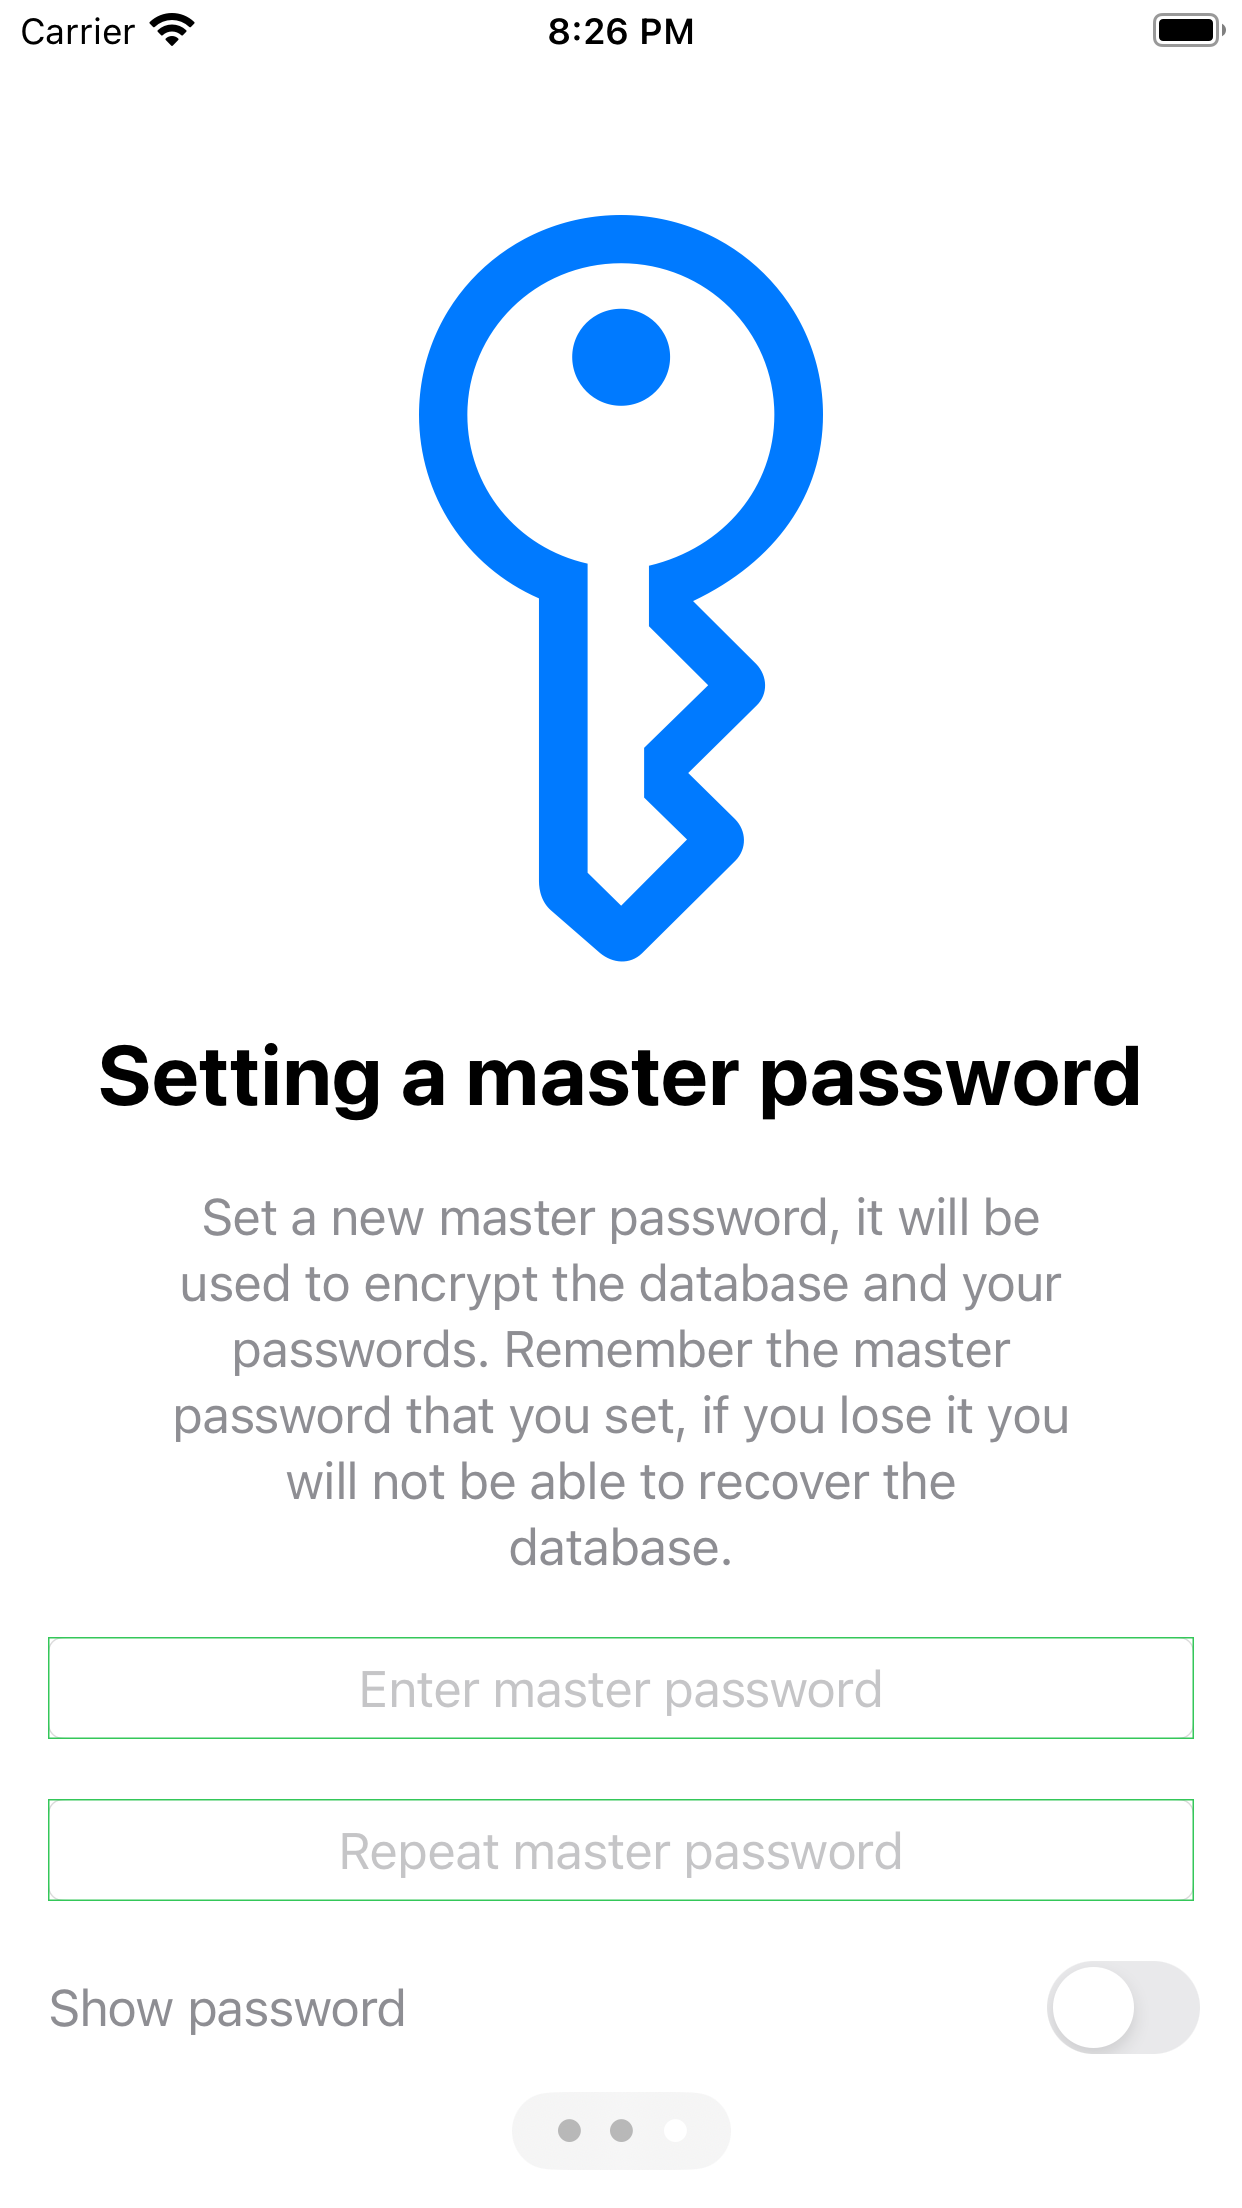 Carrier
8:26 PM
Setting a master password
Set a new master password, it will be
used to encrypt the database and your
passwords. Remember the master
password that you set, if you lose it you
will not be able to recover the
database.
Enter master password
Repeat master password
Show password